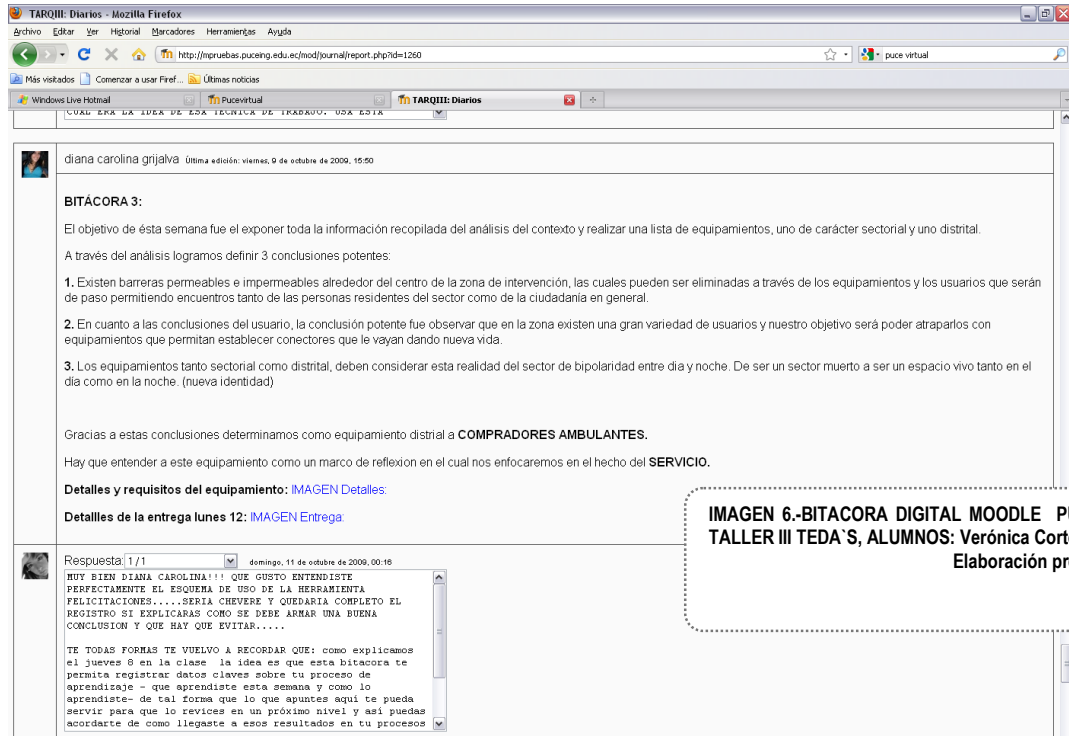 TARQIII: Diarios - Mozilla Firefox
Archivo Editar Ver Historial Marcadores Herramientas Ayuda
http://mpruebas.puceing.edu.ec/mod/journal/report.php?id=1260
puce virtual
Más visitados Comenzar a usar Firef... Últimas noticias
Windows Live Hotmail Pucevirtual TARQIII: Diarios
CUAL ERA LA IDEA DE ESA TECNICA DE TRABAJO. USA ESTA
diana carolina grijalva Última edición: viernes, 9 de octubre de 2009, 15:50
BITÁCORA 3:
El objetivo de ésta semana fue el exponer toda la información recopilada del análisis del contexto y realizar una lista de equipamientos, uno de carácter sectorial y uno distrital.
A través del análisis logramos definir 3 conclusiones potentes:
1. Existen barreras permeables e impermeables alrededor del centro de la zona de intervención, las cuales pueden ser eliminadas a través de los equipamientos y los usuarios que serán
de paso permitiendo encuentros tanto de las personas residentes del sector como de la ciudadanía en general.
2. En cuanto a las conclusiones del usuario, la conclusión potente fue observar que en la zona existen una gran variedad de usuarios y nuestro objetivo será poder atraparlos con
equipamientos que permitan establecer conectores que le vayan dando nueva vida.
3. Los equipamientos tanto sectorial como distrital, deben considerar esta realidad del sector de bipolaridad entre dia y noche. De ser un sector muerto a ser un espacio vivo tanto en el
día como en la noche. (nueva identidad)
Gracias a estas conclusiones determinamos como equipamiento distrial a COMPRADORES AMBULANTES.
Hay que entender a este equipamiento como un marco de reflexion en el cual nos enfocaremos en el hecho del SERVICIO.
Detalles y requisitos del equipamiento: IMAGEN Detalles:
Detallles de la entrega lunes 12: IMAGEN Entrega:
IMAGEN 6.-BITACORA DIGITAL MOODLE PU
TALLER III TEDA`S, ALUMNOS: Verónica Corte
Elaboración pro
Respuesta: 1 / 1 domingo, 11 de octubre de 2009, 00:16
MUY BIEN DIANA CAROLINA!!! QUE GUSTO ENTENDISTE
PERFECTAMENTE EL ESQUEMA DE USO DE LA HERRAMIENTA
FELICITACIONES.....SERIA CHEVERE Y QUEDARIA COMPLETO EL
REGISTRO SI EXPLICARAS COMO SE DEBE ARMAR UNA BUENA
CONCLUSION Y QUE HAY QUE EVITAR.....
TE TODAS FORMAS TE VUELVO A RECORDAR QUE: como explicamos
el jueves 8 en la clase la idea es que esta bitacora te
permita registrar datos claves sobre tu proceso de
aprendizaje - que aprendiste esta semana y como lo
aprendiste- de tal forma que lo que apuntes aquí te pueda
servir para que lo revices en un próximo nivel y así puedas
acordarte de como llegaste a esos resultados en tu procesos